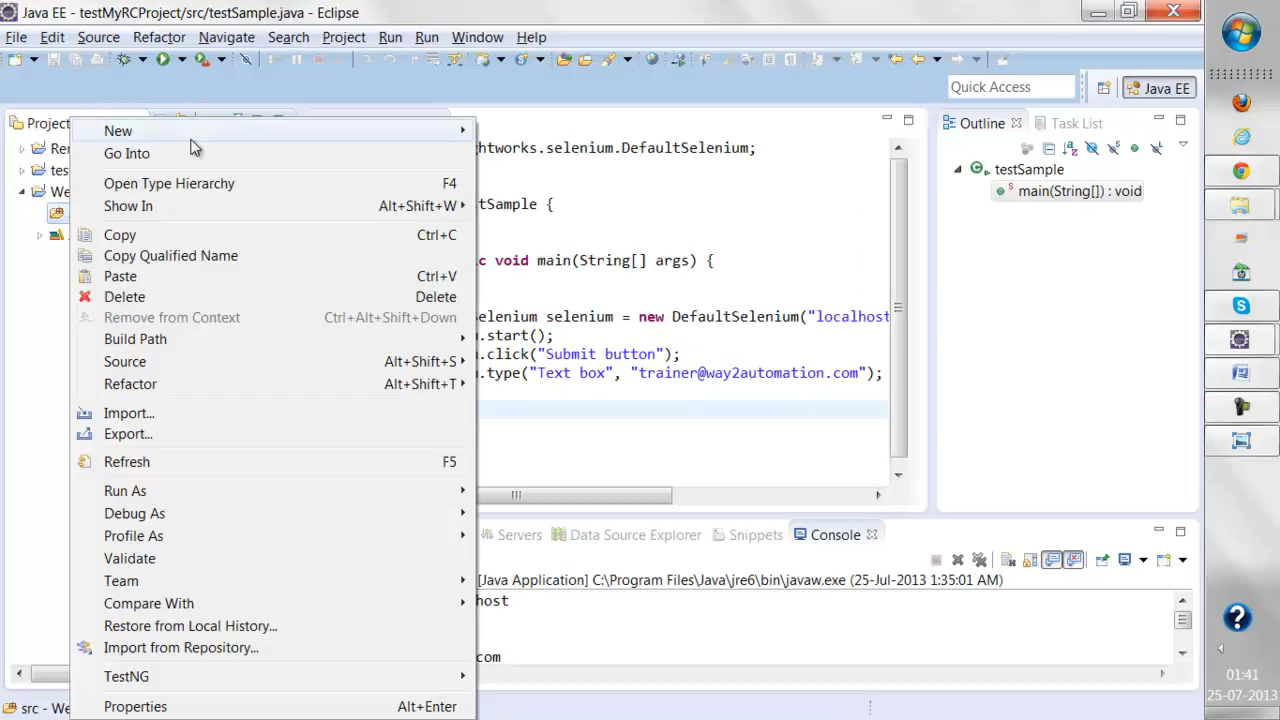 Java EE - testMyRCProject/src/testSample.java - Eclipse
File Edit Source Refactor Navigate Search Project Run Run Window Help
Quick Access
Java EE
Project
New
Go Into
Open Type Hierarchy F4
Show In Alt+Shift+W
Copy Ctrl+C
Copy Qualified Name
Paste Ctrl+V
Delete Delete
Remove from Context Ctrl+Alt+Shift+Down
Build Path
Source Alt+Shift+S
Refactor Alt+Shift+T
Import...
Export...
Refresh F5
Run As
Debug As
Profile As
Validate
Team
Compare With
Restore from Local History...
Import from Repository...
TestNG
Properties Alt+Enter
Rer
tes
We
src - We
ghtworks.selenium.DefaultSelenium;
tSample {
c void main(String[] args) {
selenium = new DefaultSelenium("localhost
.start();
.click("Submit button");
.type("Text box", "trainer@way2automation.com");
Outline Task List
testSample
main(String[]) : void
Servers Data Source Explorer Snippets Console
[Java Application] C:\Program Files\Java\jre6\bin\javaw.exe (25-Jul-2013 1:35:01 AM)
host
com
01:41
25-07-2013